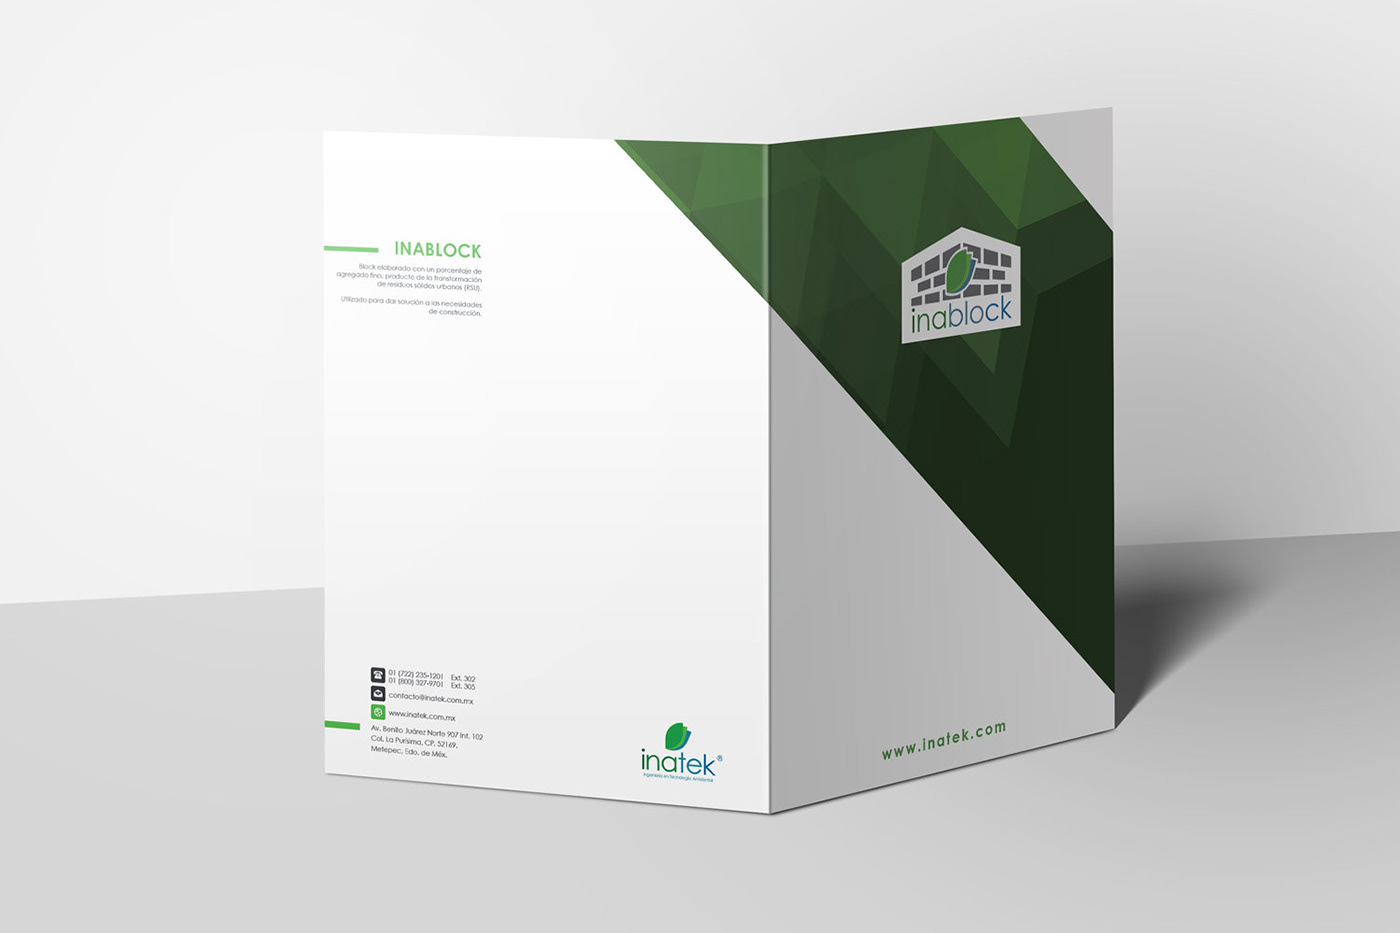 INABLOCK
Block elaborado con un porcentaje de
agregado fino, producto de la transformación
de residuos sólidos urbanos (RSU).
Utilizado para dar solución a las necesidades
de construcción.
01 (722) 235-1201 Ext. 302
01 (800) 327-9701 Ext. 305
contacto@inatek.com.mx
www.inatek.com.mx
Av. Benito Juárez Norte 907 Int. 102
Col. La Purísima, CP. 52169,
Metepec, Edo. de Méx.
inatek®
Ingeniería en Tecnología Ambiental
inablock
www.inatek.com